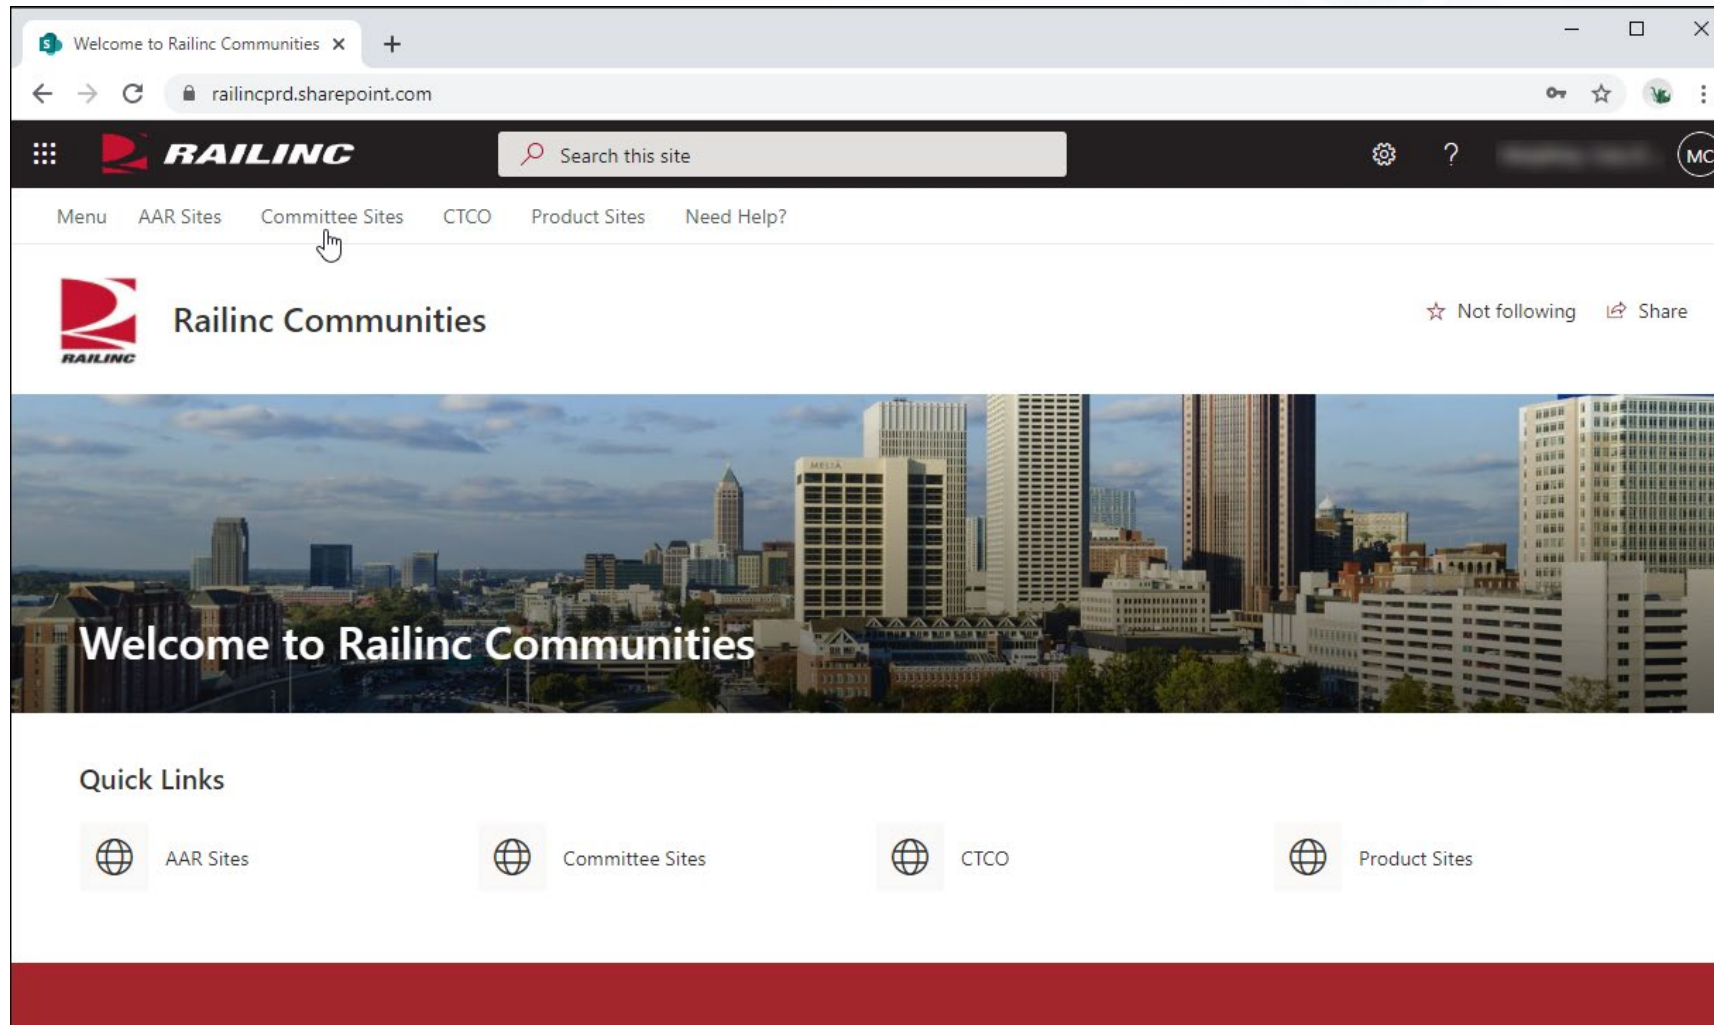 Welcome to Railinc Communities
railincprd.sharepoint.com
RAILINC Search this site ? MC
Menu AAR Sites Committee Sites CTCO Product Sites Need Help?
RAILINC
Railinc Communities
Not following Share
MELIÁ
Welcome to Railinc Communities
Quick Links
AAR Sites Committee Sites CTCO Product Sites